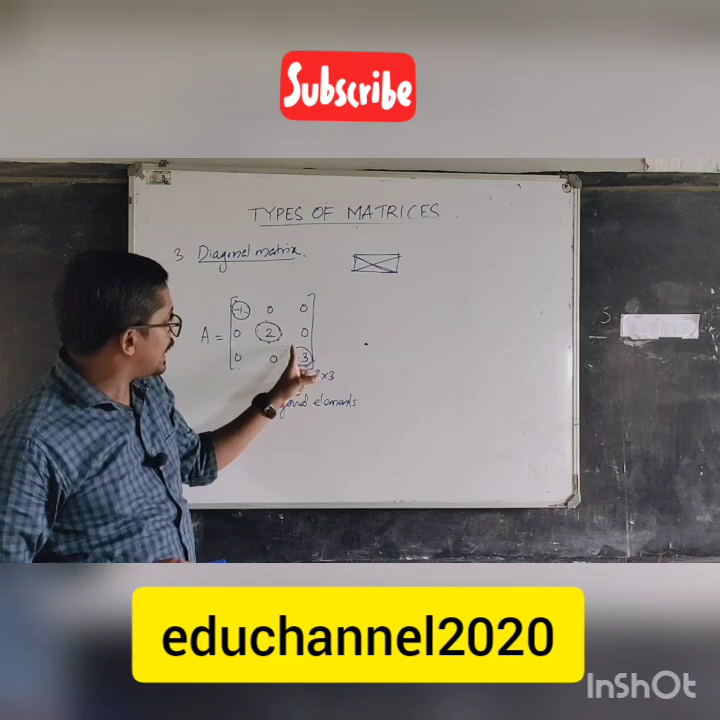 Subscribe
TYPES OF MATRICES
3 Diagonal matrix.
-1 0 0
A = 0 2 0
0 0 3
×3
elements
educhannel2020
InShOt